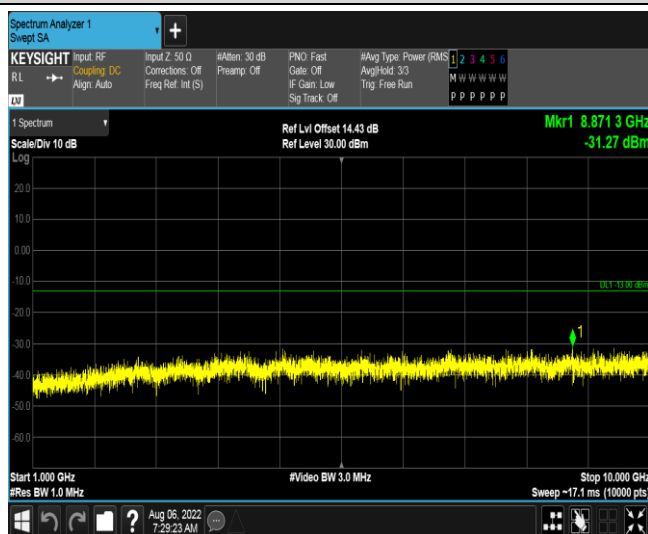 Spectrum Analyzer 1
Swept SA
+
KEYSIGHT Input: RF Input Z: 50 Ω #Atten: 30 dB PNO: Fast #Avg Type: Power (RMS 1 2 3 4 5 6
RL Coupling: DC Corrections: Off Preamp: Off Gate: Off Avg|Hold: 3/3 M W W W W W
Align: Auto Freq Ref: Int (S) IF Gain: Low Trig: Free Run
LXI Sig Track: Off P P P P P P
1 Spectrum Ref Lvl Offset 14.43 dB Mkr1 8.871 3 GHz
Scale/Div 10 dB Ref Level 30.00 dBm -31.27 dBm
Log
20.0
10.0
0.00
-10.0
DL1 -13.00 dBm
-20.0
-30.0
1
-40.0
-50.0
-60.0
Start 1.000 GHz #Video BW 3.0 MHz Stop 10.000 GHz
#Res BW 1.0 MHz Sweep ~17.1 ms (10000 pts)
? Aug 06, 2022
7:29:23 AM